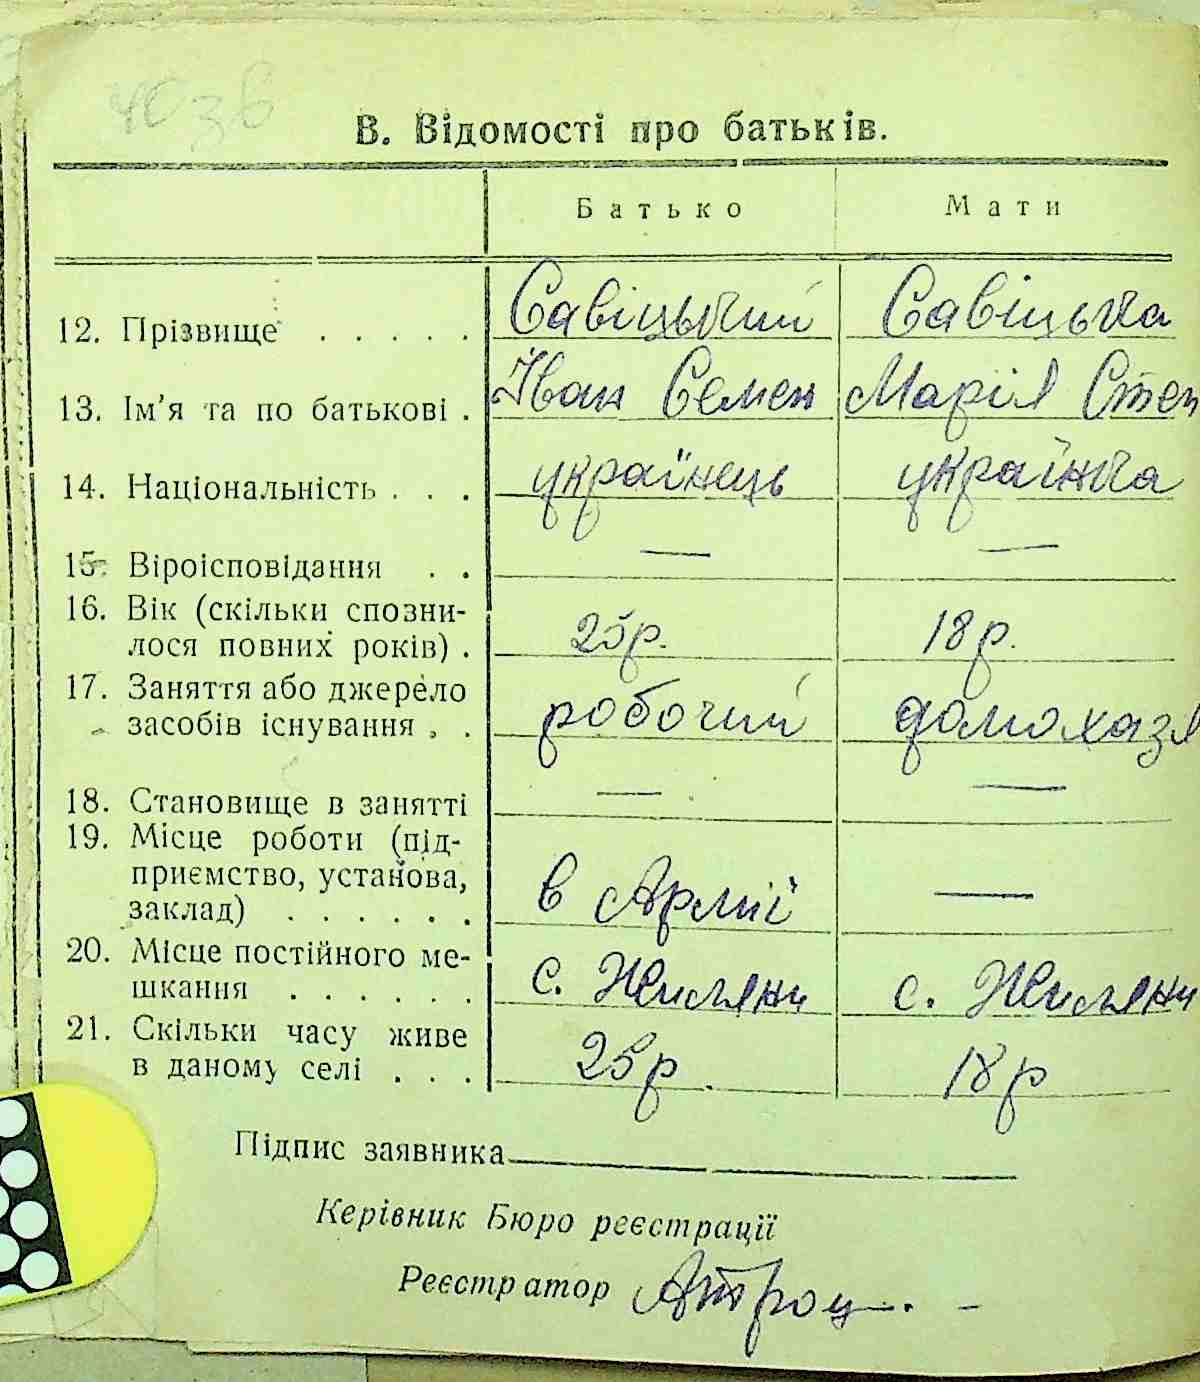 В. Відомості про батьків.
Батько Мати
12. Прізвище . . . . . Савіцький Савіцька
13. Ім'я та по батькові . Іван Семен Марія Степ
14. Національність . . . українець українка
15. Віроісповідання . . — —
16. Вік (скільки спозни-
лося повних років) . 25р. 18р.
17. Заняття або джерело
засобів існування . . робочий домохазя
18. Становище в занятті — —
19. Місце роботи (під-
приємство, установа,
заклад) . . . . . . в Армії —
20. Місце постійного ме-
шкання . . . . . . с. Жиляни с. Жиляни
21. Скільки часу живе
в даному селі . . . 25р. 18р
Підпис заявника
Керівник Бюро реєстрації
Реєстратор